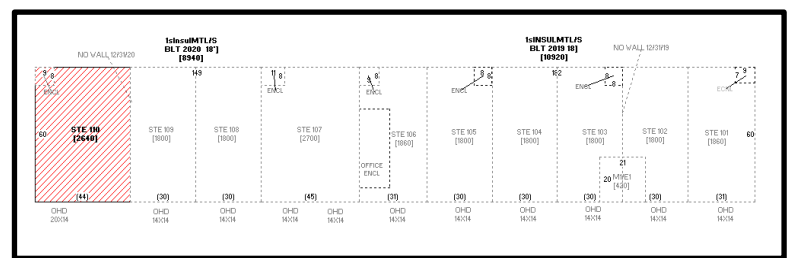 1sInsulMTL/S
BLT 2020 18']
[8940]
1sINSULMTL/S
BLT 2019 18]
[10920]
NO WALL 12/31/20
NO WALL 12/31/19
149
182
9
8
ENCL
11
8
8
ENCL
8
8
ENCL
8
8
ENCL
9
7
60
STE 110
[2640]
STE 109
[1800]
STE 108
[1800]
STE 107
[2700]
STE 106
[1860]
STE 105
[1800]
STE 104
[1800]
STE 103
[1800]
STE 102
[1800]
STE 101
[1860]
60
OFFICE
ENCL
21
20
[420]
(44)
(30)
(30)
(45)
(31)
(30)
(30)
(30)
(30)
(31)
OHD
20X14
OHD
14X14
OHD
14X14
OHD
14X14
OHD
14X14
OHD
14X14
OHD
14X14
OHD
14X14
OHD
14X14
OHD
14X14
OHD
14X14